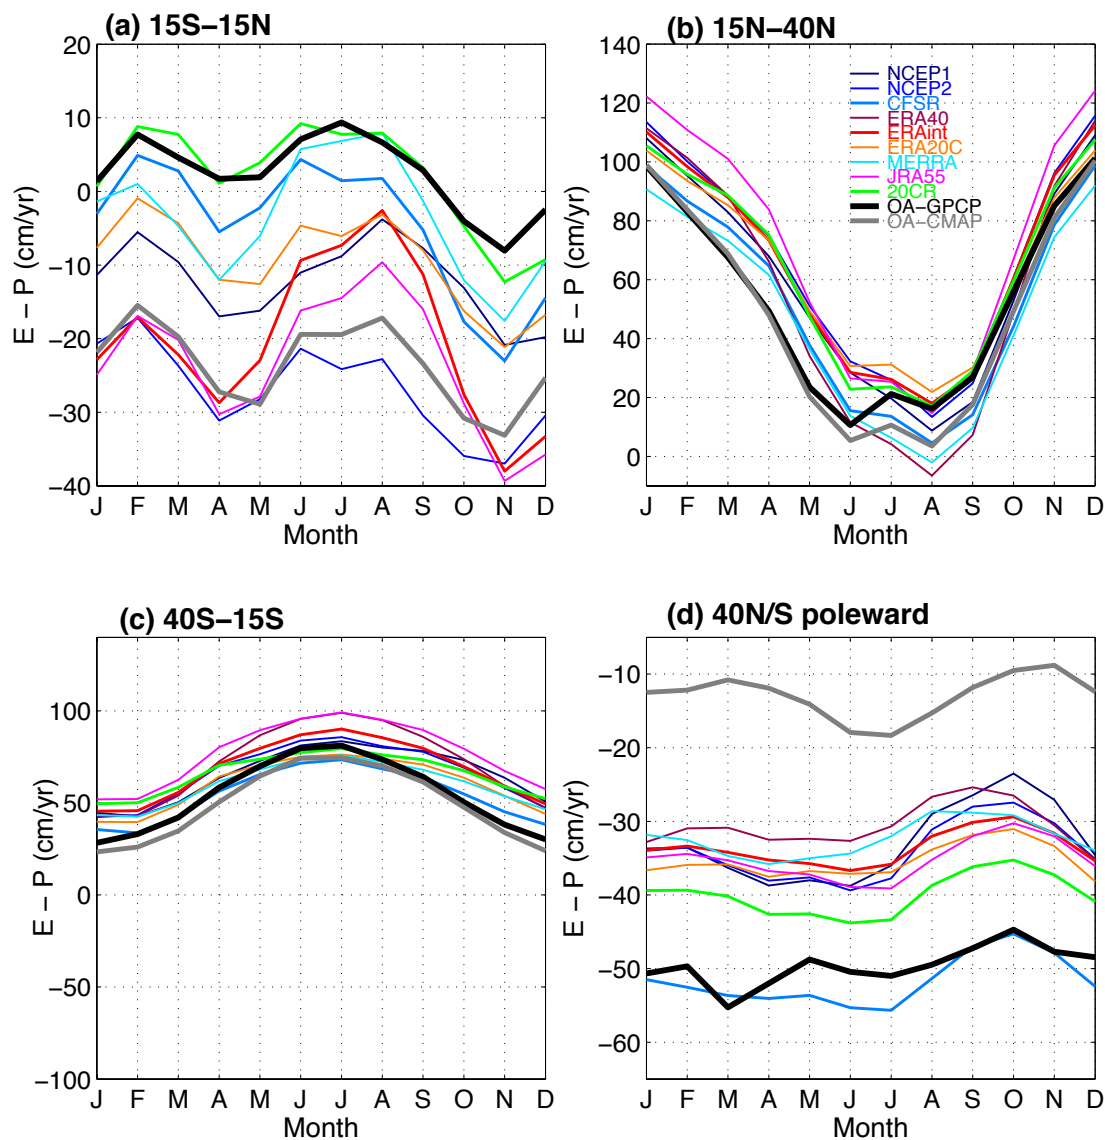 (a) 15S−15N
20
10
0
−10
−20
−30
−40
E − P (cm/yr)
J F M A M J J A S O N D
Month
(b) 15N−40N
140
120
100
80
60
40
20
0
E − P (cm/yr)
NCEP1
NCEP2
CFSR
ERA40
ERAint
ERA20C
MERRA
JRA55
20CR
OA−GPCP
OA−CMAP
J F M A M J J A S O N D
Month
(c) 40S−15S
100
50
0
−50
−100
E − P (cm/yr)
J F M A M J J A S O N D
Month
(d) 40N/S poleward
−10
−20
−30
−40
−50
−60
E − P (cm/yr)
J F M A M J J A S O N D
Month